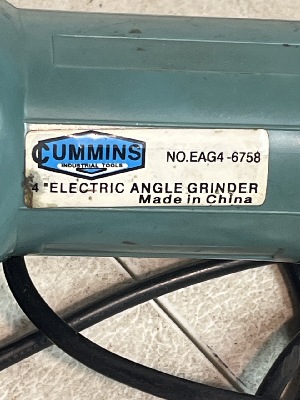 CUMMINS
INDUSTRIAL TOOLS
NO.EAG4-6758
4"ELECTRIC ANGLE GRINDER
Made in China